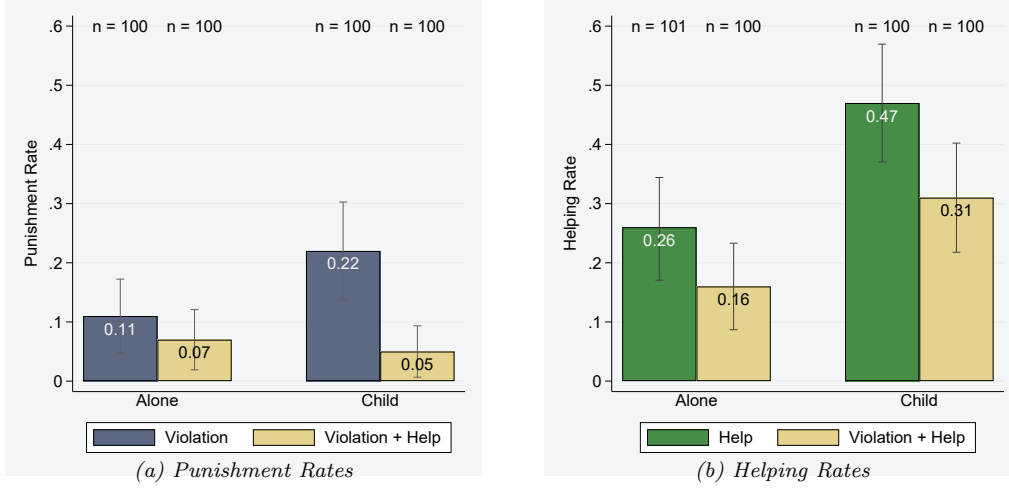 n = 100 n = 100 n = 100 n = 100
.6
.5
.4
.3
.2
.1
0
Punishment Rate
0.11
0.07
0.22
0.05
Alone Child
Violation Violation + Help
(a) Punishment Rates
n = 101 n = 100 n = 100 n = 100
.6
.5
.4
.3
.2
.1
0
Helping Rate
0.26
0.16
0.47
0.31
Alone Child
Help Violation + Help
(b) Helping Rates